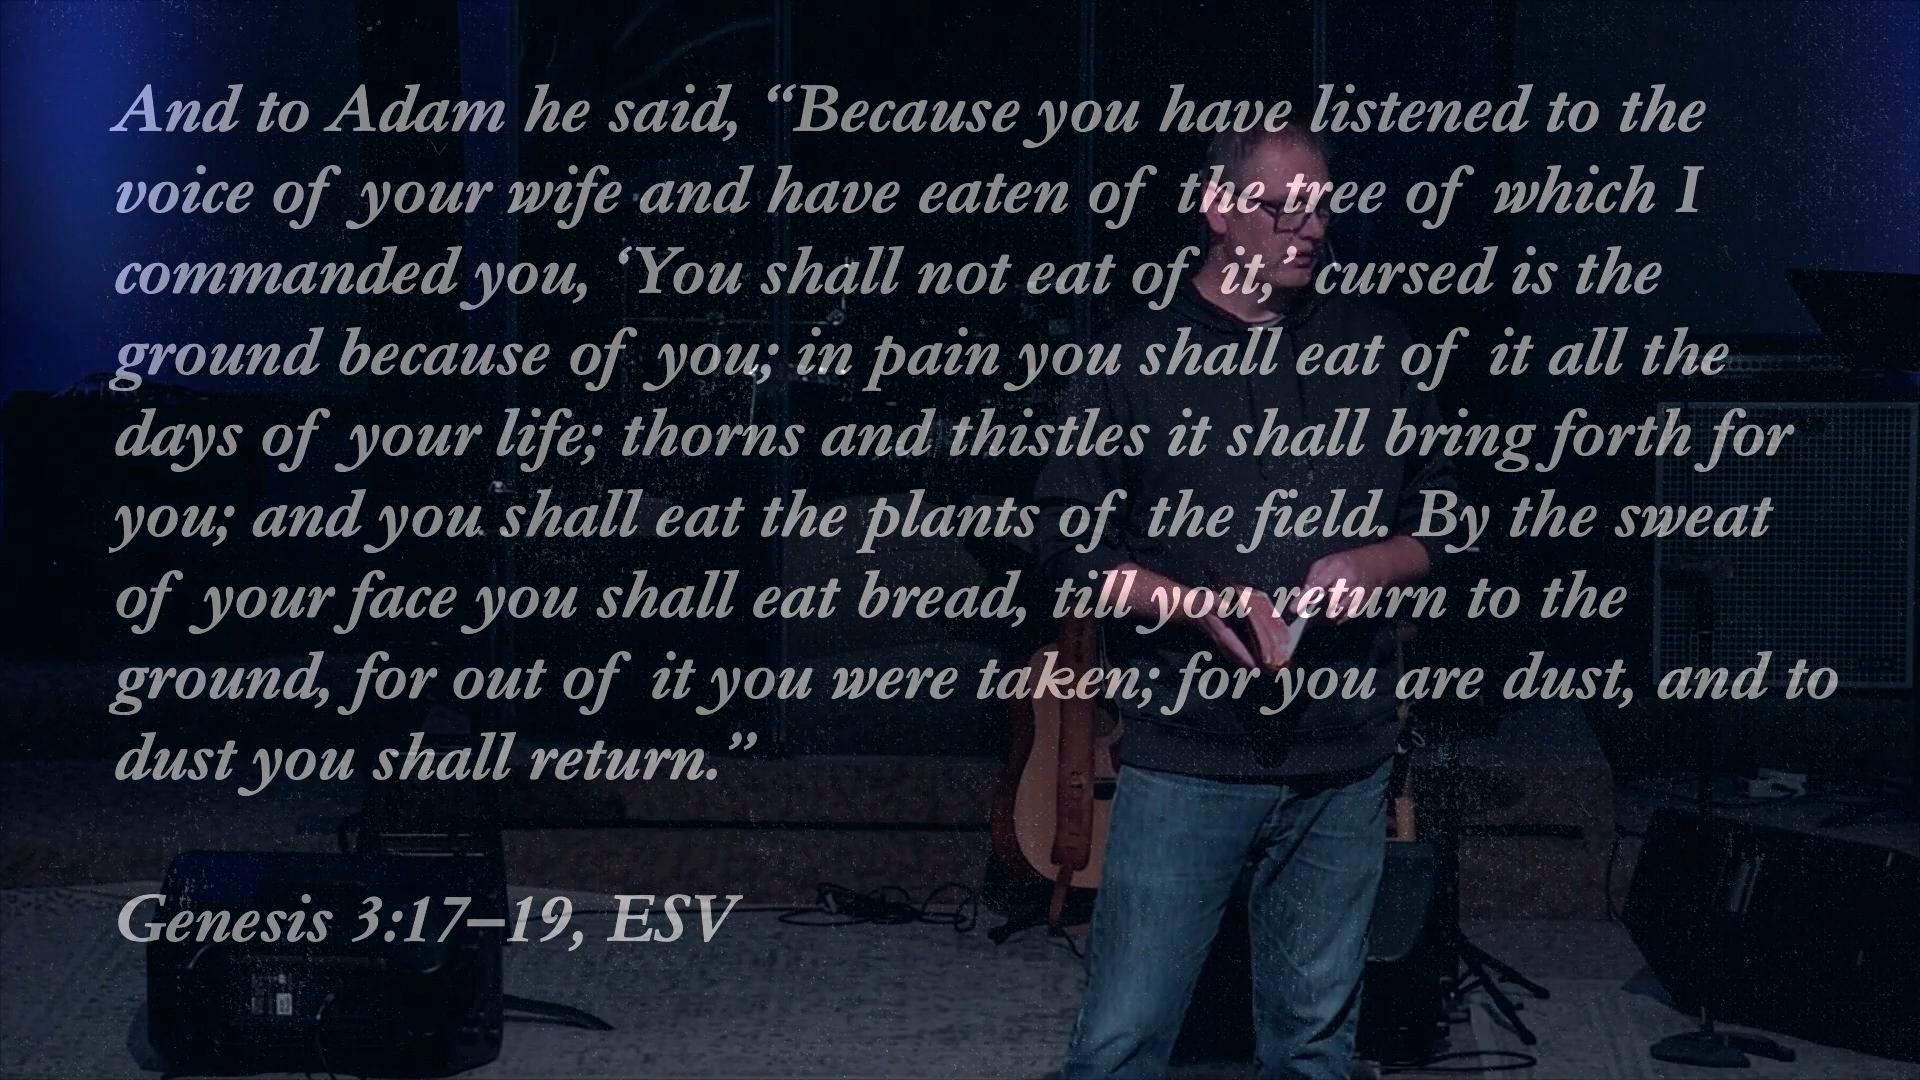 And to Adam he said, “Because you have listened to the
voice of your wife and have eaten of the tree of which I
commanded you, ‘You shall not eat of it,’ cursed is the
ground because of you; in pain you shall eat of it all the
days of your life; thorns and thistles it shall bring forth for
you; and you shall eat the plants of the field. By the sweat
of your face you shall eat bread, till you return to the
ground, for out of it you were taken; for you are dust, and to
dust you shall return.”
Genesis 3:17–19, ESV